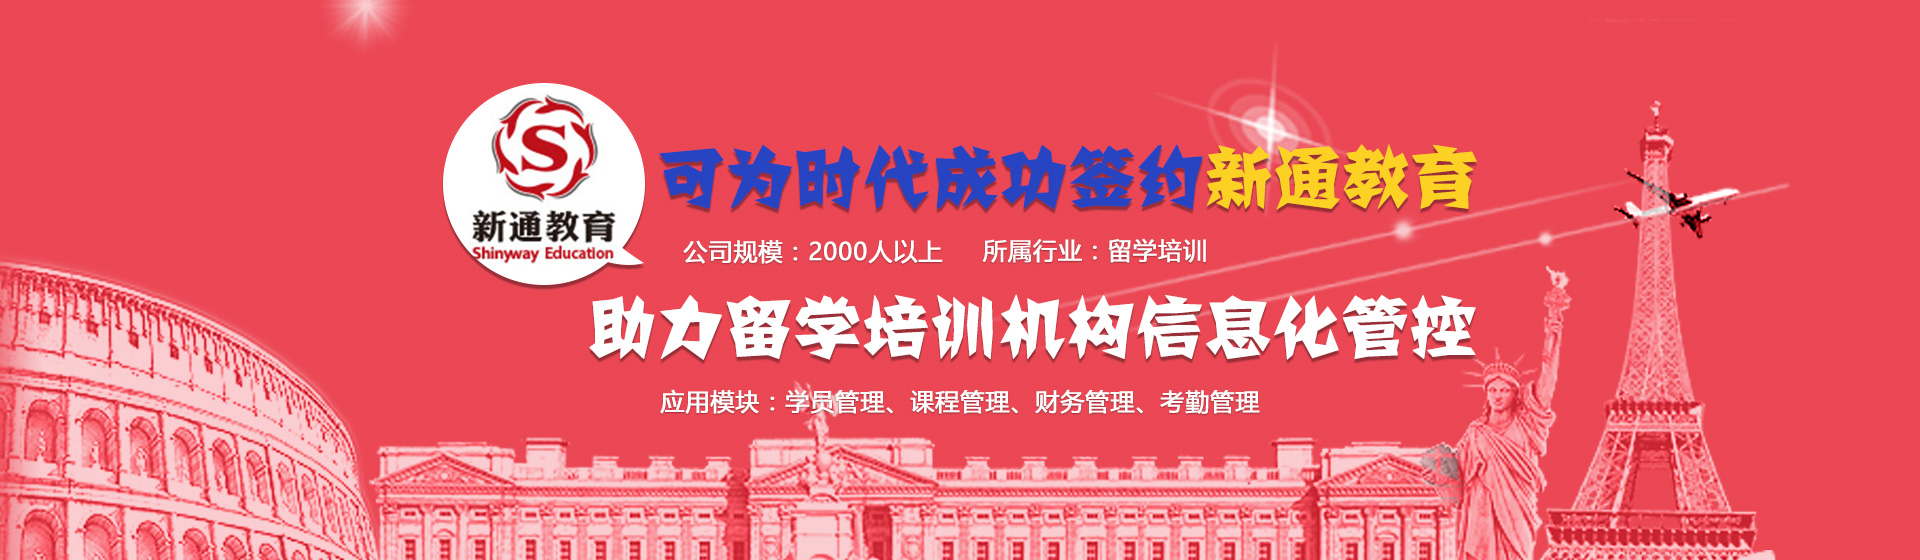 新通教育
Shinyway Education
可为时代成功签约新通教育
公司规模：2000人以上 所属行业：留学培训
助力留学培训机构信息化管控
应用模块：学员管理、课程管理、财务管理、考勤管理